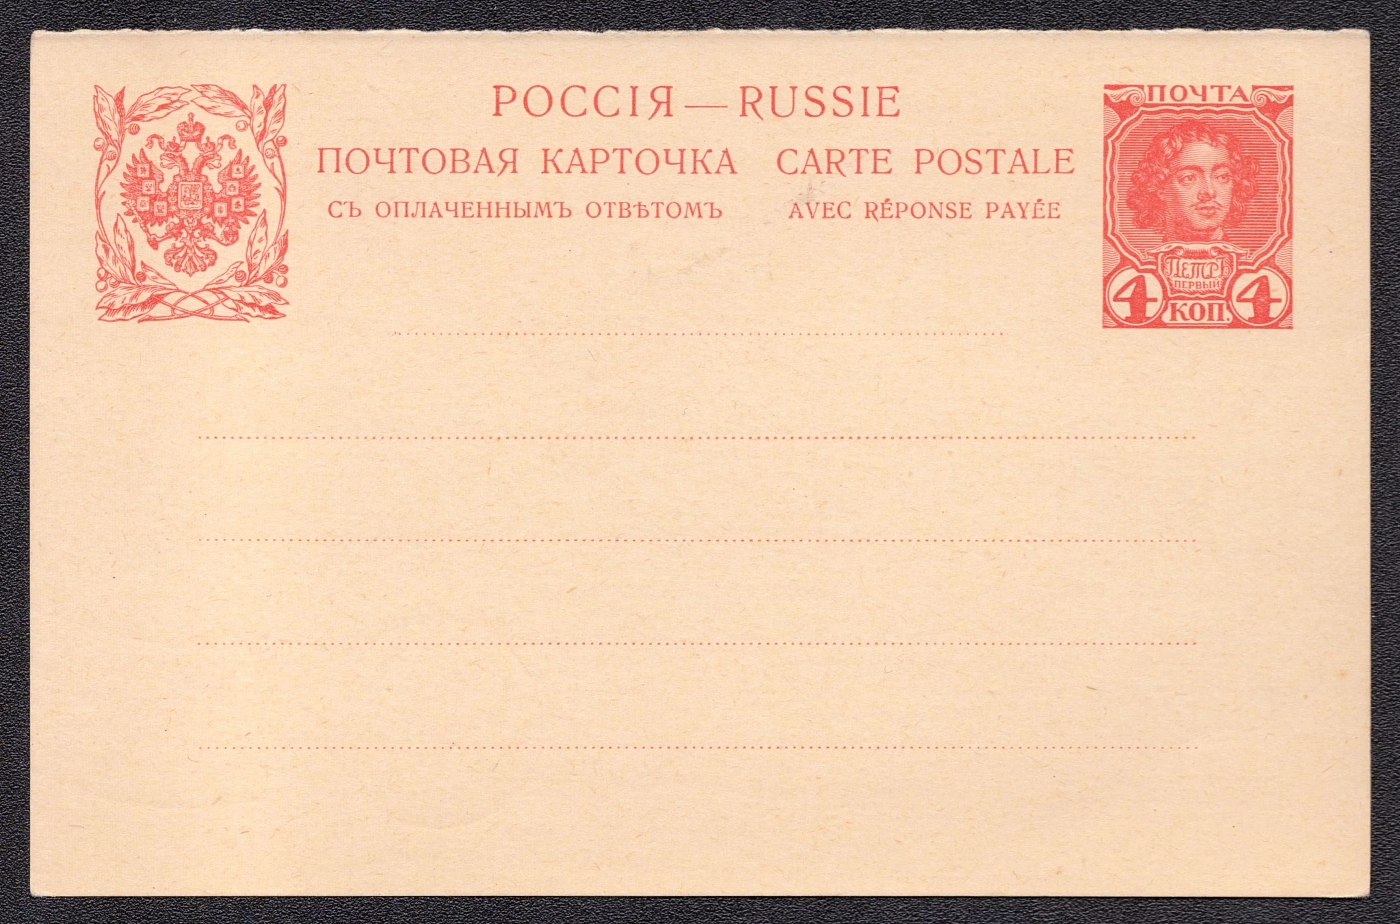 РОССІЯ — RUSSIE
ПОЧТОВАЯ КАРТОЧКА CARTE POSTALE
СЪ ОПЛАЧЕННЫМЪ ОТВѢТОМЪ AVEC RÉPONSE PAYÉE
ПОЧТА
ПЕТРЪ
ПЕРВЫЙ
4 КОП. 4